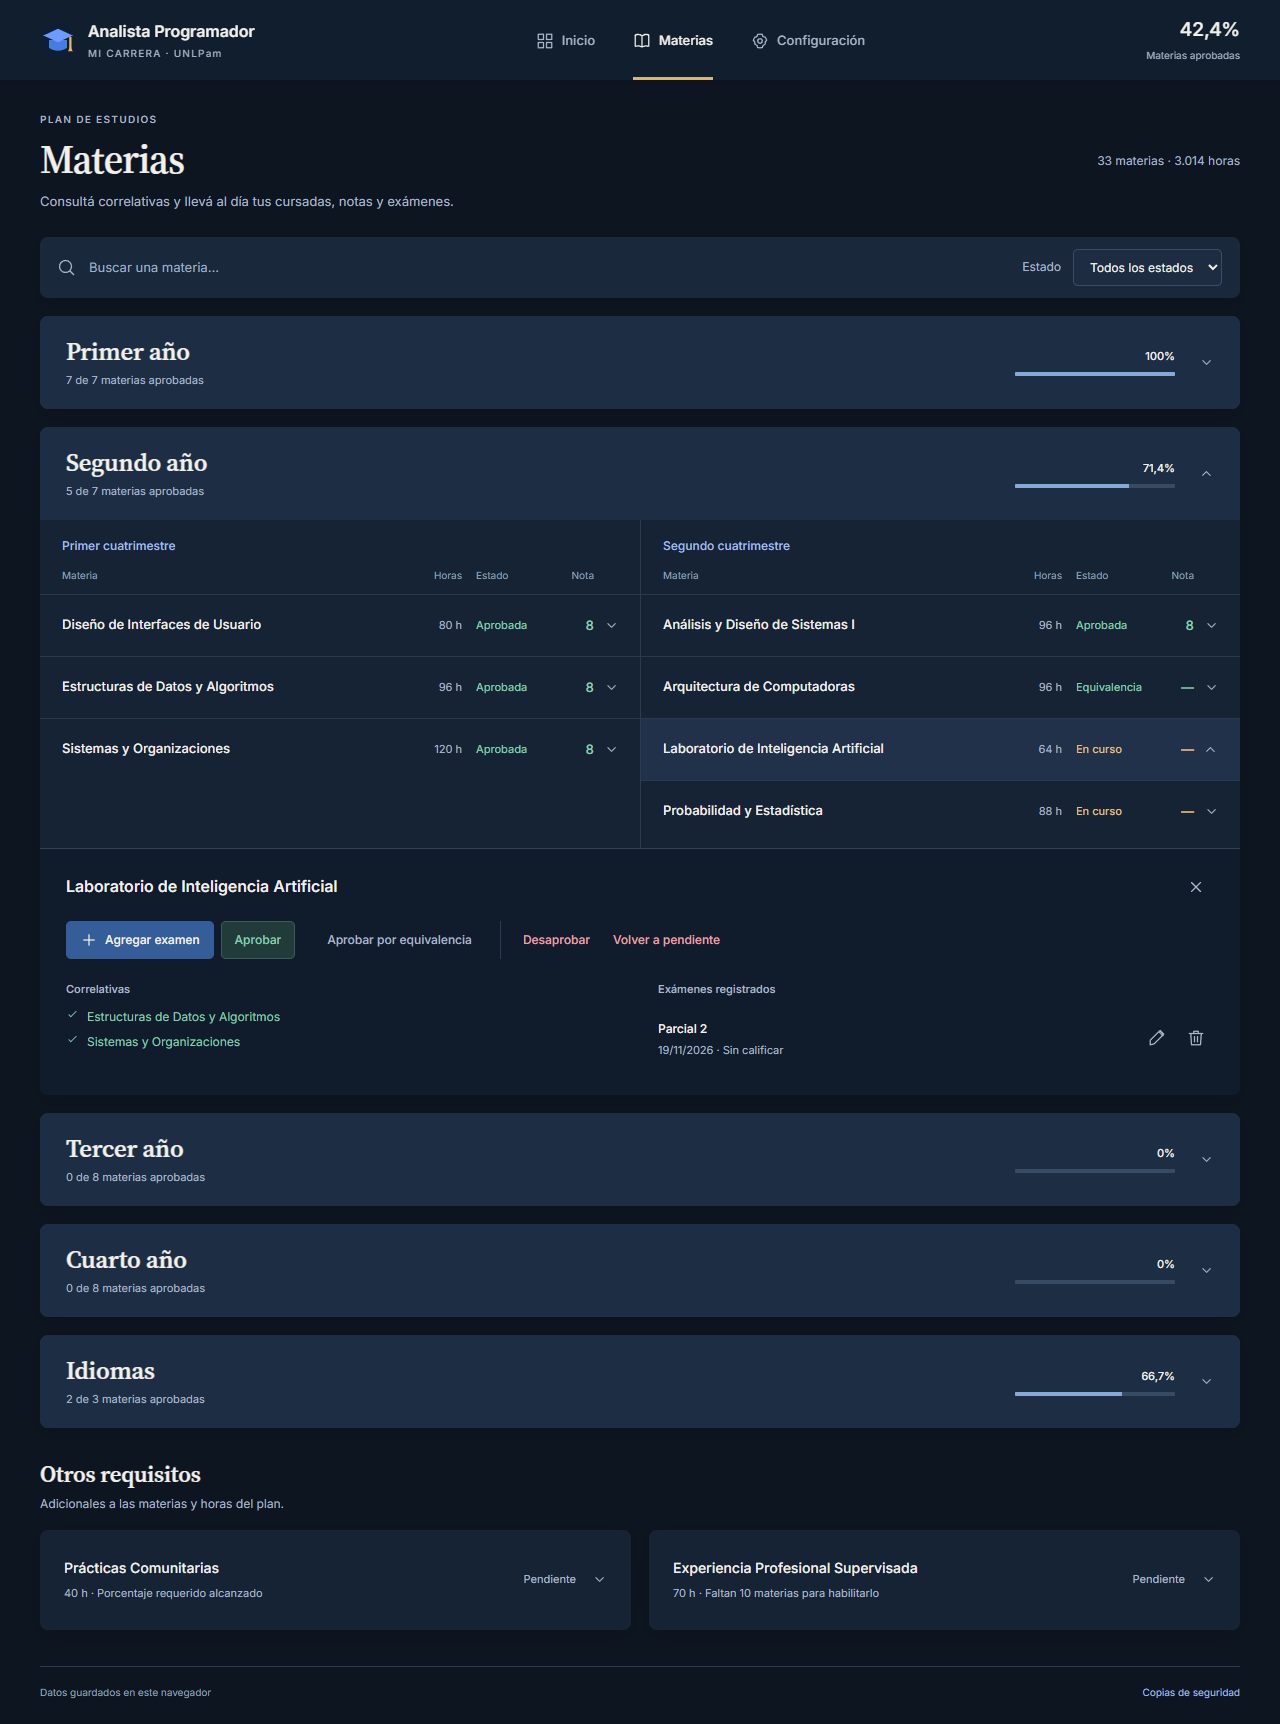 Analista Programador
MI CARRERA · UNLPam
Inicio
Materias
Configuración
42,4%
Materias aprobadas
PLAN DE ESTUDIOS
Materias
33 materias · 3.014 horas
Consultá correlativas y llevá al día tus cursadas, notas y exámenes.
Buscar una materia...
Estado
Todos los estados
Primer año
7 de 7 materias aprobadas
100%
Segundo año
5 de 7 materias aprobadas
71,4%
Primer cuatrimestre
Materia Horas Estado Nota
Diseño de Interfaces de Usuario 80 h Aprobada 8
Estructuras de Datos y Algoritmos 96 h Aprobada 8
Sistemas y Organizaciones 120 h Aprobada 8
Segundo cuatrimestre
Materia Horas Estado Nota
Análisis y Diseño de Sistemas I 96 h Aprobada 8
Arquitectura de Computadoras 96 h Equivalencia —
Laboratorio de Inteligencia Artificial 64 h En curso —
Probabilidad y Estadística 88 h En curso —
Laboratorio de Inteligencia Artificial
Agregar examen
Aprobar
Aprobar por equivalencia
Desaprobar
Volver a pendiente
Correlativas
Estructuras de Datos y Algoritmos
Sistemas y Organizaciones
Exámenes registrados
Parcial 2
19/11/2026 · Sin calificar
Tercer año
0 de 8 materias aprobadas
0%
Cuarto año
0 de 8 materias aprobadas
0%
Idiomas
2 de 3 materias aprobadas
66,7%
Otros requisitos
Adicionales a las materias y horas del plan.
Prácticas Comunitarias
40 h · Porcentaje requerido alcanzado
Pendiente
Experiencia Profesional Supervisada
70 h · Faltan 10 materias para habilitarlo
Pendiente
Datos guardados en este navegador
Copias de seguridad